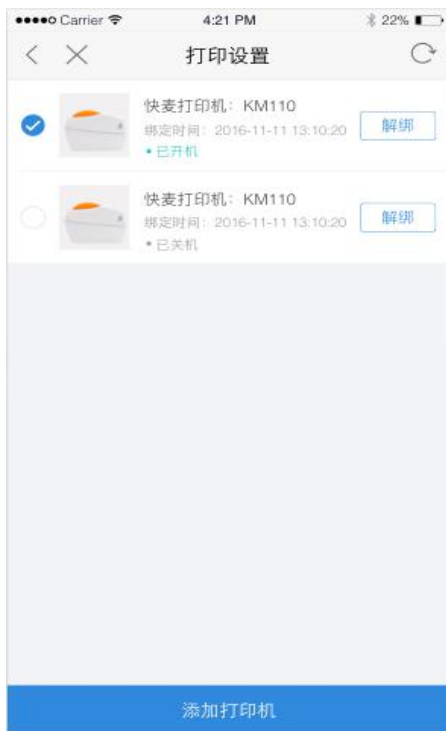 Carrier 4:21 PM 22%
打印设置
快麦打印机：KM110
绑定时间：2016-11-11 13:10:20
解绑
•已开机
快麦打印机：KM110
绑定时间：2016-11-11 13:10:20
解绑
•已关机
添加打印机